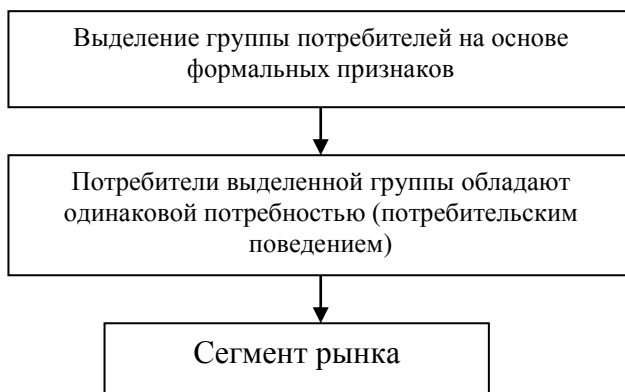 Выделение группы потребителей на основе
формальных признаков
Потребители выделенной группы обладают
одинаковой потребностью (потребительским
поведением)
Сегмент рынка